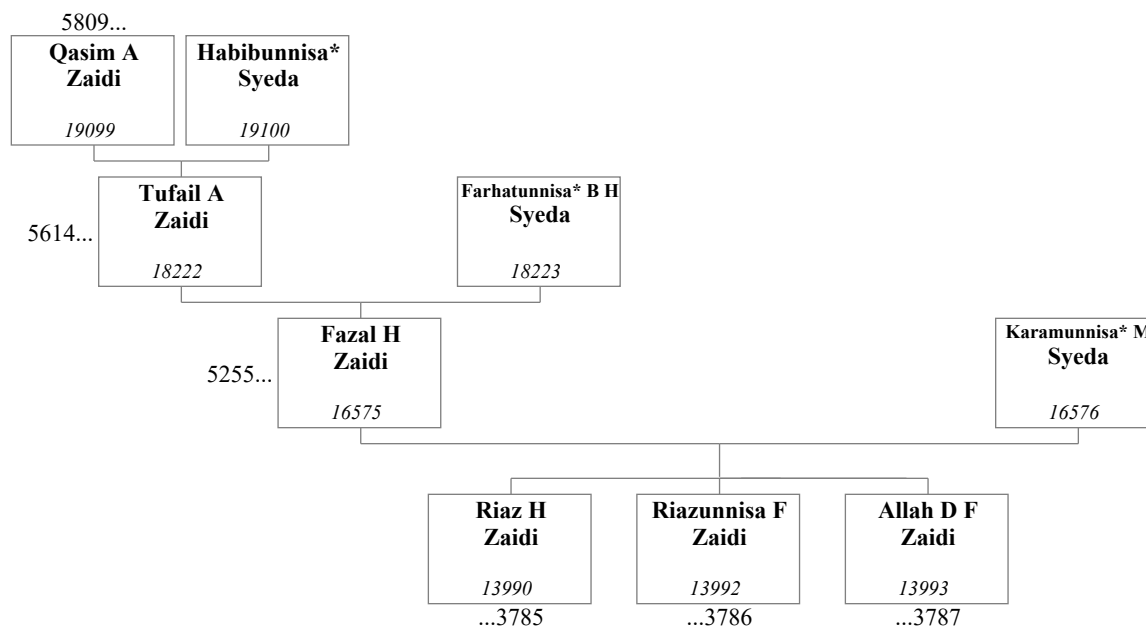 5809...
Qasim A
Zaidi
19099
Habibunnisa*
Syeda
19100
Tufail A
Zaidi
18222
5614...
Farhatunnisa* B H
Syeda
18223
Fazal H
Zaidi
16575
5255...
Karamunnisa* M
Syeda
16576
Riaz H
Zaidi
13990
...3785
Riazunnisa F
Zaidi
13992
...3786
Allah D F
Zaidi
13993
...3787